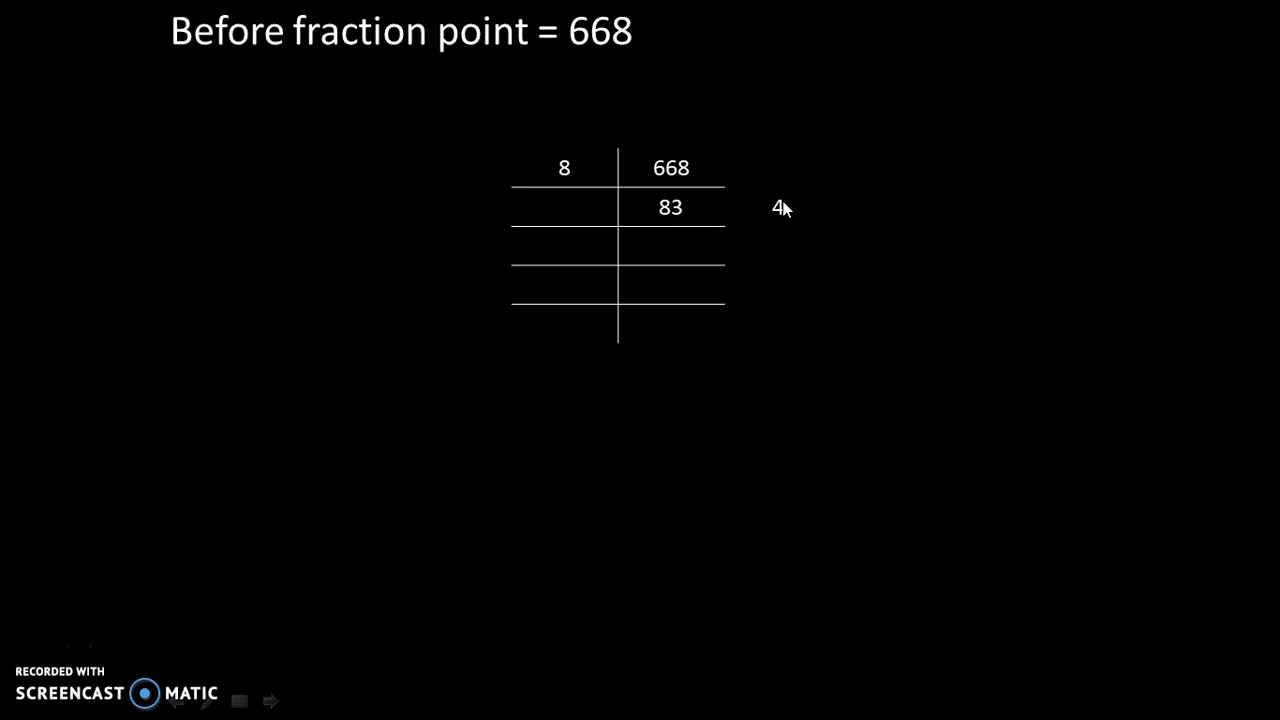 Before fraction point = 668
8 668
83 4
RECORDED WITH
SCREENCAST MATIC